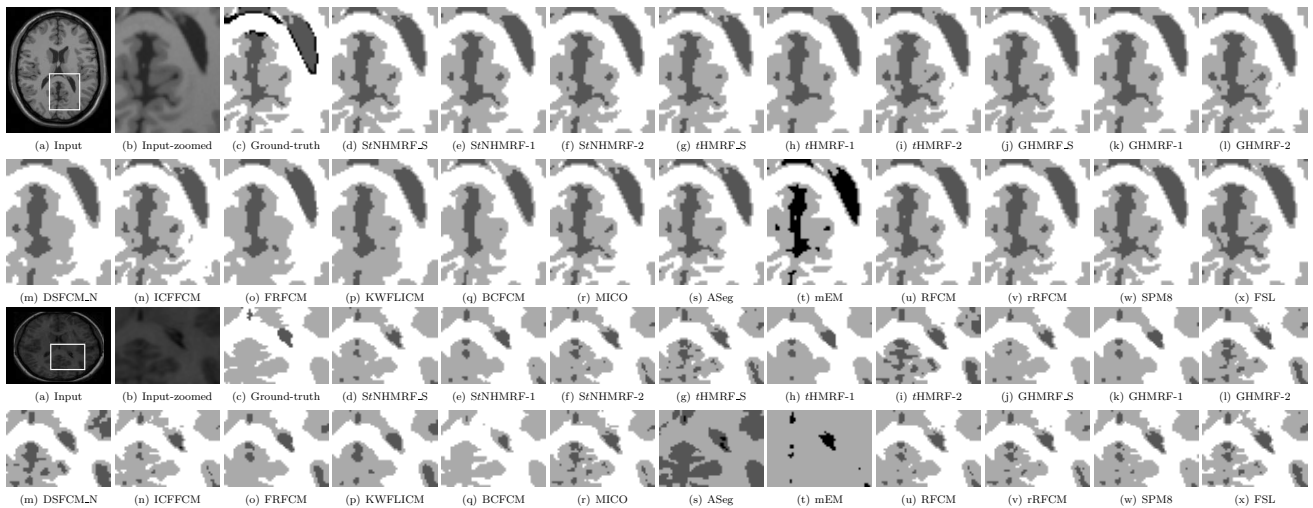 (a) Input (b) Input-zoomed (c) Ground-truth (d) StNHMRF_S (e) StNHMRF-1 (f) StNHMRF-2 (g) tHMRF_S (h) tHMRF-1 (i) tHMRF-2 (j) GHMRF_S (k) GHMRF-1 (l) GHMRF-2
(m) DSFCM_N (n) ICFFCM (o) FRFCM (p) KWFLICM (q) BCFCM (r) MICO (s) ASeg (t) mEM (u) RFCM (v) rRFCM (w) SPM8 (x) FSL
(a) Input (b) Input-zoomed (c) Ground-truth (d) StNHMRF_S (e) StNHMRF-1 (f) StNHMRF-2 (g) tHMRF_S (h) tHMRF-1 (i) tHMRF-2 (j) GHMRF_S (k) GHMRF-1 (l) GHMRF-2
(m) DSFCM_N (n) ICFFCM (o) FRFCM (p) KWFLICM (q) BCFCM (r) MICO (s) ASeg (t) mEM (u) RFCM (v) rRFCM (w) SPM8 (x) FSL